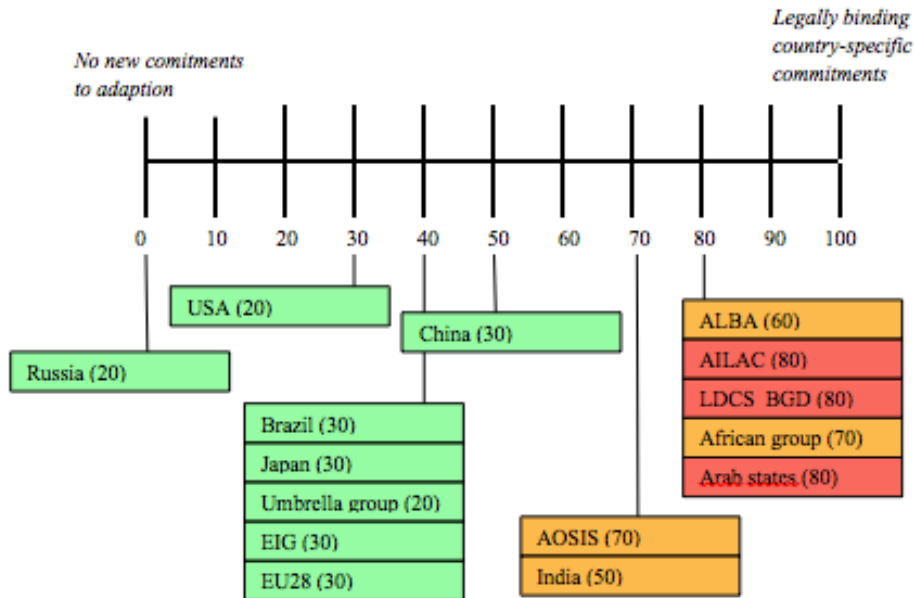 Legally binding
country-specific
commitments
No new comitments
to adaption
0 10 20 30 40 50 60 70 80 90 100
USA (20)
China (30)
Russia (20)
Brazil (30)
Japan (30)
Umbrella group (20)
EIG (30)
EU28 (30)
AOSIS (70)
India (50)
ALBA (60)
AILAC (80)
LDCS BGD (80)
African group (70)
Arab states (80)